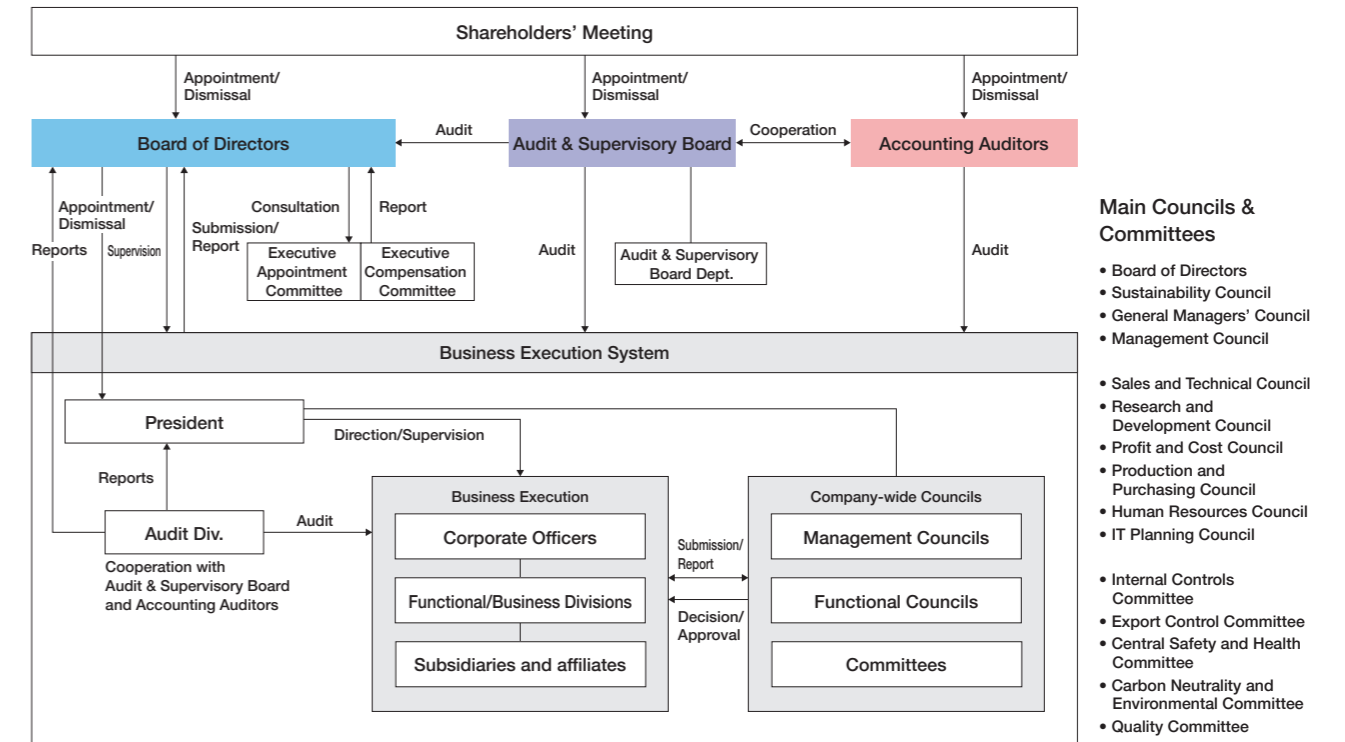 Shareholders' Meeting
Appointment/
Dismissal
Appointment/
Dismissal
Appointment/
Dismissal
Board of Directors
Audit
Audit & Supervisory Board
Cooperation
Accounting Auditors
Reports
Appointment/
Dismissal
Supervision
Submission/
Report
Consultation
Report
Executive
Appointment
Committee
Executive
Compensation
Committee
Audit
Audit & Supervisory
Board Dept.
Audit
Business Execution System
President
Direction/Supervision
Reports
Audit Div.
Audit
Cooperation with
Audit & Supervisory Board
and Accounting Auditors
Business Execution
Corporate Officers
Functional/Business Divisions
Subsidiaries and affiliates
Submission/
Report
Decision/
Approval
Company-wide Councils
Management Councils
Functional Councils
Committees
Main Councils &
Committees
• Board of Directors
• Sustainability Council
• General Managers' Council
• Management Council
• Sales and Technical Council
• Research and
Development Council
• Profit and Cost Council
• Production and
Purchasing Council
• Human Resources Council
• IT Planning Council
• Internal Controls
Committee
• Export Control Committee
• Central Safety and Health
Committee
• Carbon Neutrality and
Environmental Committee
• Quality Committee